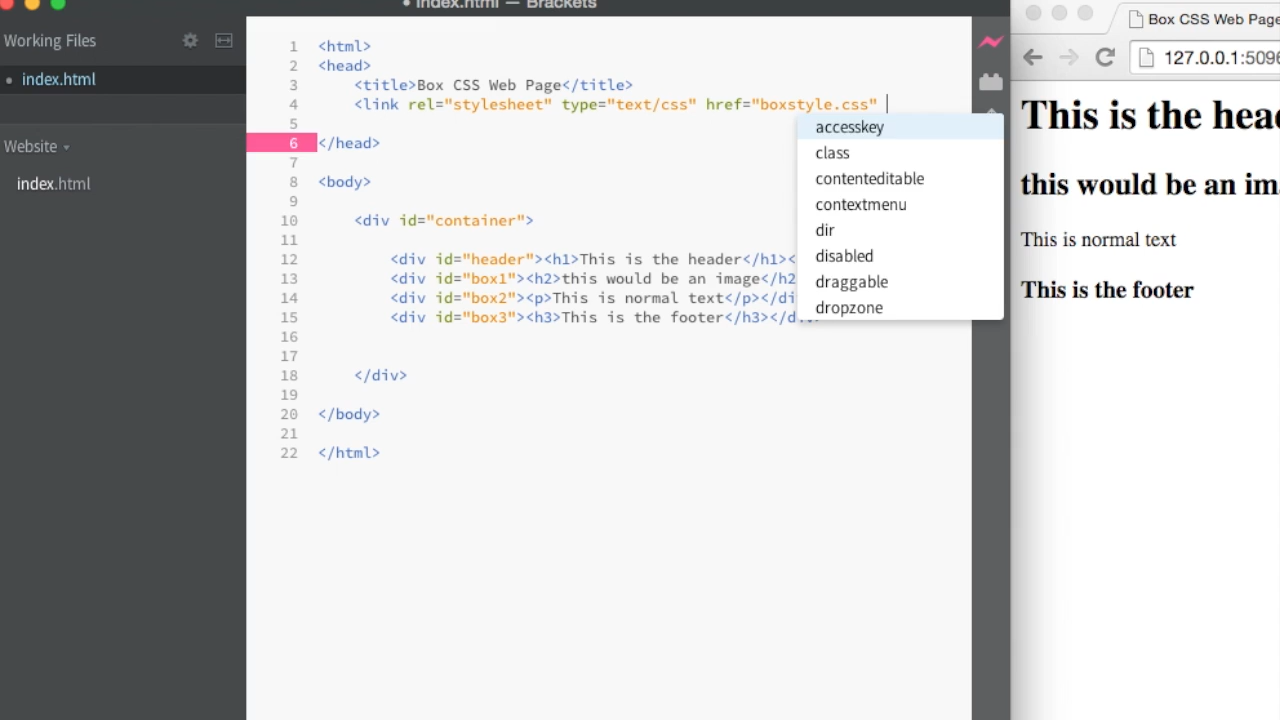 index.html — Brackets
Working Files
index.html
Website
index.html
1 <html>
2 <head>
3 <title>Box CSS Web Page</title>
4 <link rel="stylesheet" type="text/css" href="boxstyle.css"
5
6 </head>
7
8 <body>
9
10 <div id="container">
11
12 <div id="header"><h1>This is the header</h1><
13 <div id="box1"><h2>this would be an image</h2
14 <div id="box2"><p>This is normal text</p></di
15 <div id="box3"><h3>This is the footer</h3></d
16
17
18 </div>
19
20 </body>
21
22 </html>
accesskey
class
contenteditable
contextmenu
dir
disabled
draggable
dropzone
Box CSS Web Page
127.0.0.1:5096
This is the head
this would be an ima
This is normal text
This is the footer